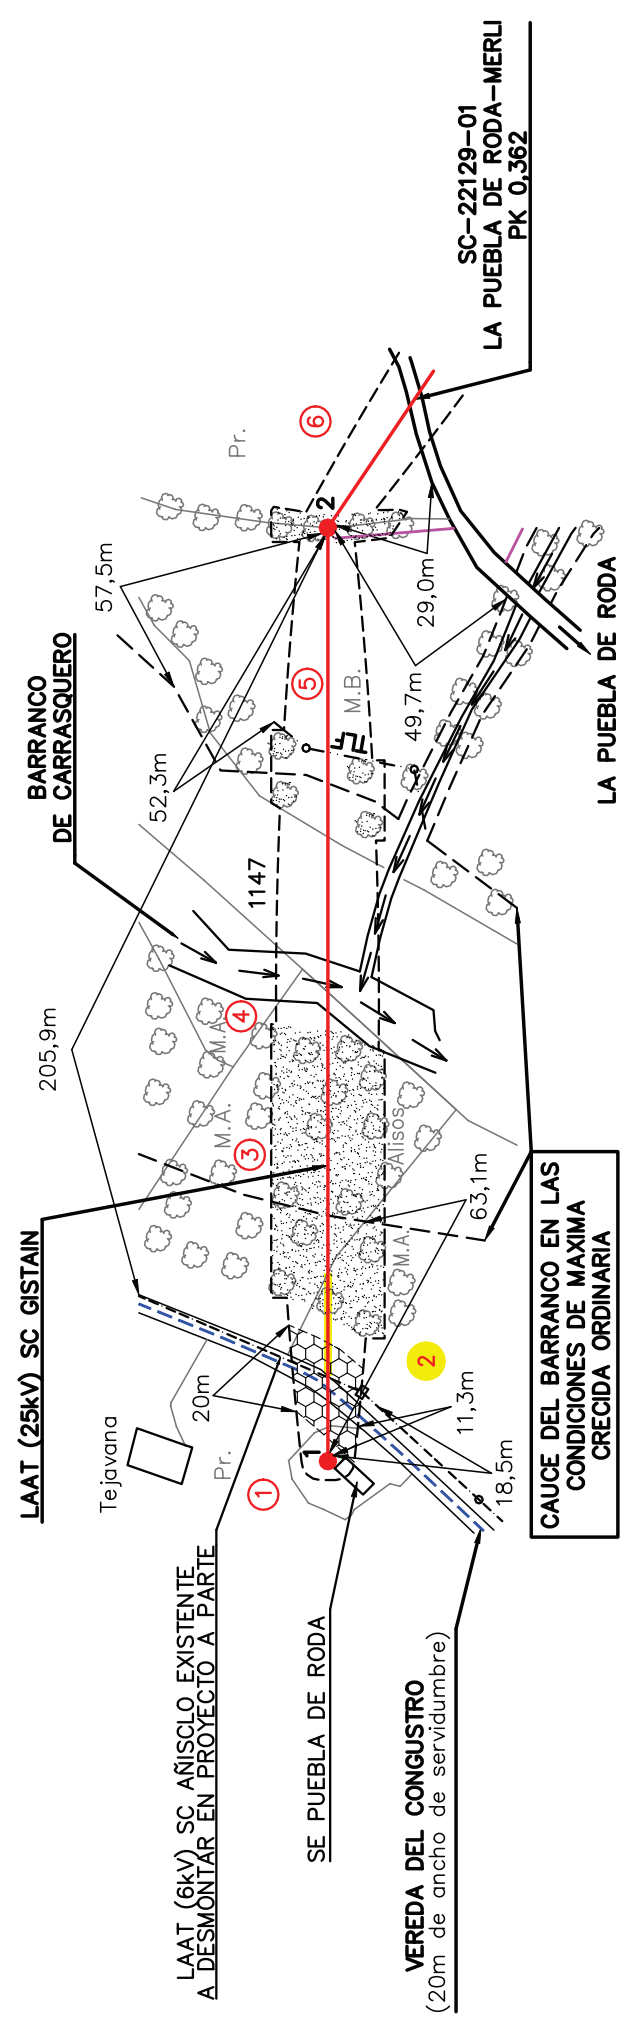 LAAT (6kV) SC AÑISCLO EXISTENTE
A DESMONTAR EN PROYECTO A PARTE
SE PUEBLA DE RODA
VEREDA DEL CONGUSTRO
(20m de ancho de servidumbre)
LAAT (25kV) SC GISTAIN
Tejavana
Pr.
1
20m
2
11,3m
18,5m
CAUCE DEL BARRANCO EN LAS
CONDICIONES DE MAXIMA
CRECIDA ORDINARIA
205,9m
M.A.
3
M.A.
4
Alisos
M.A.
63,1m
BARRANCO
DE CARRASQUERO
1147
52,3m
57,5m
5
M.B.
49,7m
29,0m
2
Pr.
6
LA PUEBLA DE RODA
SC-22129-01
LA PUEBLA DE RODA-MERLI
PK 0,362